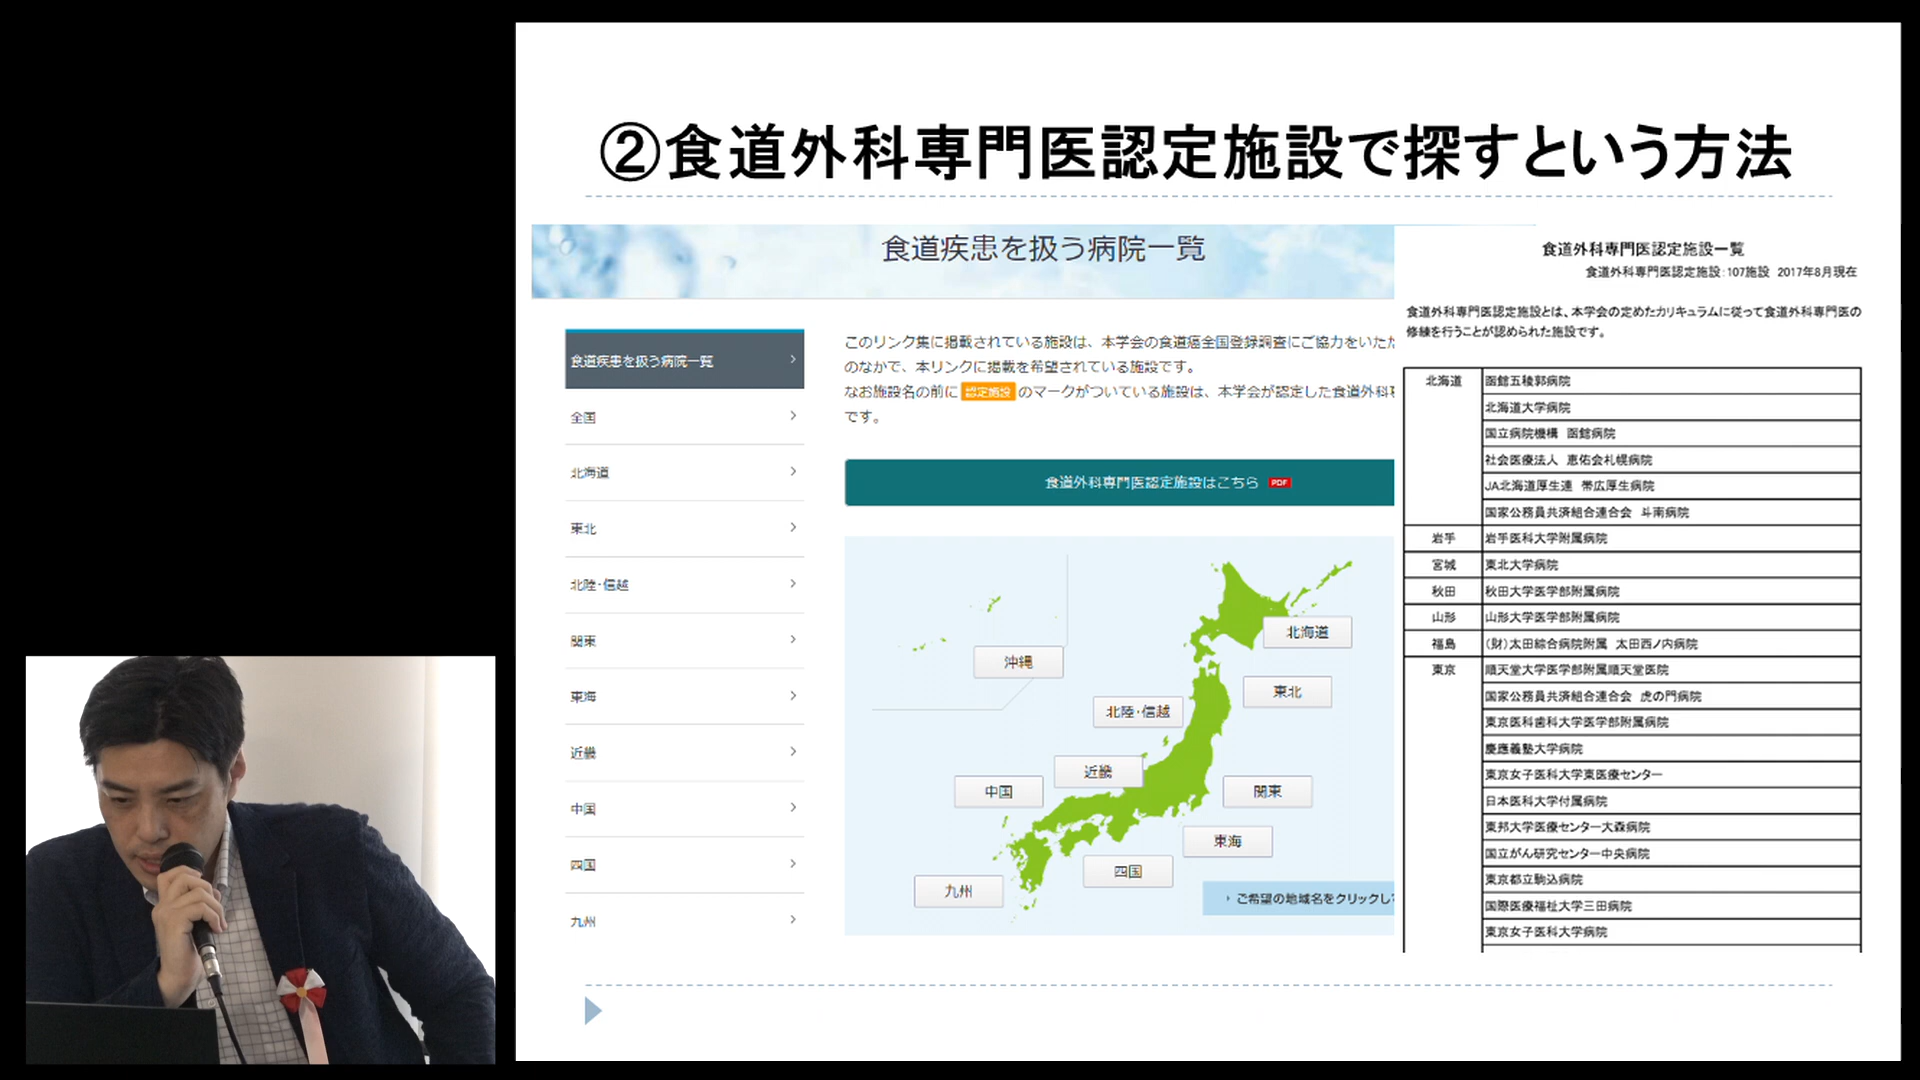 ②食道外科専門医認定施設で探すという方法
食道疾患を扱う病院一覧
食道疾患を扱う病院一覧
全国
北海道
東北
北陸・信越
関東
東海
近畿
中国
四国
九州
このリンク集に掲載されている施設は、本学会の食道癌全国登録調査にご協力をいただ
のなかで、本リンクに掲載を希望されている施設です。
なお施設名の前に 認定施設 のマークがついている施設は、本学会が認定した食道外科
です。
食道外科専門医認定施設はこちら PDF
北海道
沖縄
東北
北陸・信越
近畿
中国
関東
東海
四国
九州
ご希望の地域名をクリックし
食道外科専門医認定施設一覧
食道外科専門医認定施設：107施設 2017年8月現在
食道外科専門医認定施設とは、本学会の定めたカリキュラムに従って食道外科専門医の
修練を行うことが認められた施設です。
北海道 函館五稜郭病院
北海道大学病院
国立病院機構 函館病院
社会医療法人 恵佑会札幌病院
JA北海道厚生連 帯広厚生病院
国家公務員共済組合連合会 斗南病院
岩手 岩手医科大学附属病院
宮城 東北大学病院
秋田 秋田大学医学部附属病院
山形 山形大学医学部附属病院
福島 （財）太田綜合病院附属 太田西ノ内病院
東京 順天堂大学医学部附属順天堂医院
国家公務員共済組合連合会 虎の門病院
東京医科歯科大学医学部附属病院
慶應義塾大学病院
東京女子医科大学東医療センター
日本医科大学付属病院
東邦大学医療センター大森病院
国立がん研究センター中央病院
東京都立駒込病院
国際医療福祉大学三田病院
東京女子医科大学病院